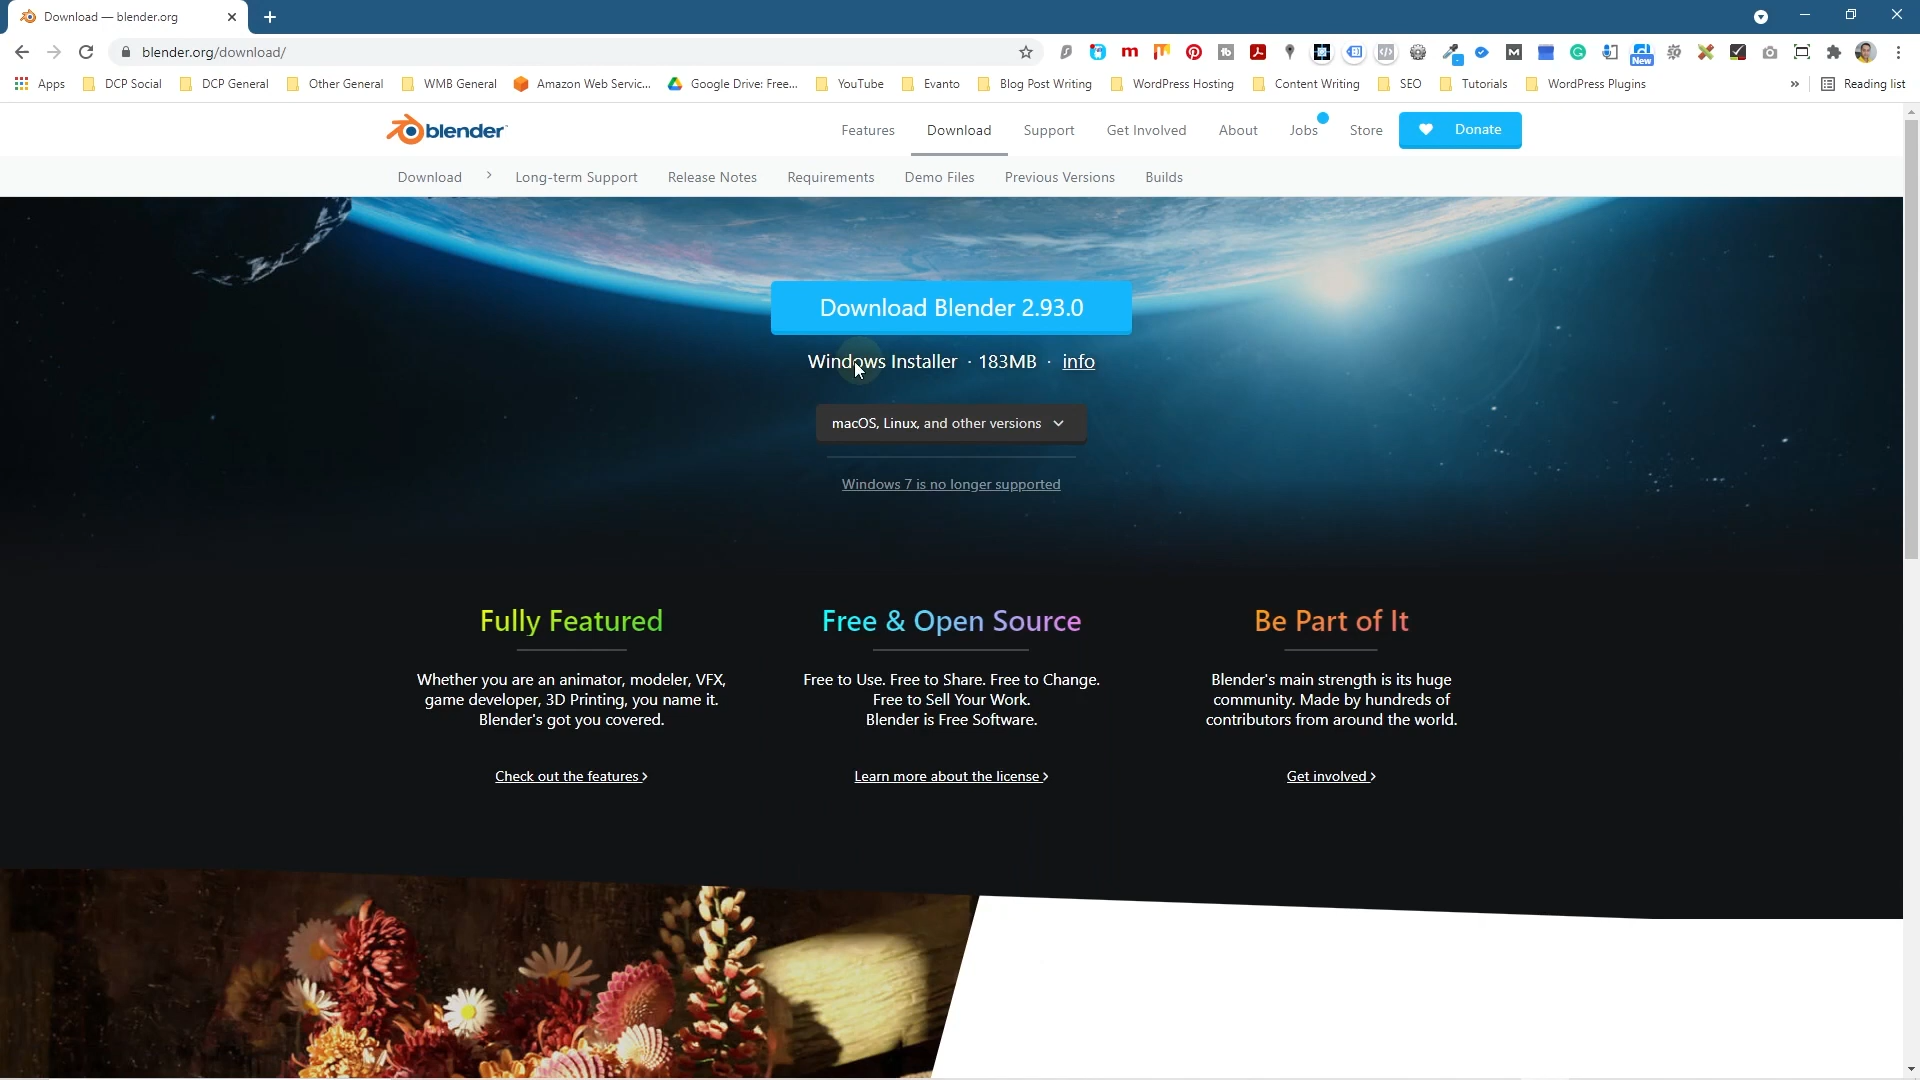 Download — blender.org
blender.org/download/
New
Apps
DCP Social
DCP General
Other General
WMB General
Amazon Web Servic...
Google Drive: Free...
YouTube
Evanto
Blog Post Writing
WordPress Hosting
Content Writing
SEO
Tutorials
WordPress Plugins
»
Reading list
blender
Features
Download
Support
Get Involved
About
Jobs
Store
Donate
Download
Long-term Support
Release Notes
Requirements
Demo Files
Previous Versions
Builds
Download Blender 2.93.0
Windows Installer · 183MB · info
macOS, Linux, and other versions
Windows 7 is no longer supported
Fully Featured
Whether you are an animator, modeler, VFX,
game developer, 3D Printing, you name it.
Blender's got you covered.
Check out the features ›
Free & Open Source
Free to Use. Free to Share. Free to Change.
Free to Sell Your Work.
Blender is Free Software.
Learn more about the license ›
Be Part of It
Blender's main strength is its huge
community. Made by hundreds of
contributors from around the world.
Get involved ›